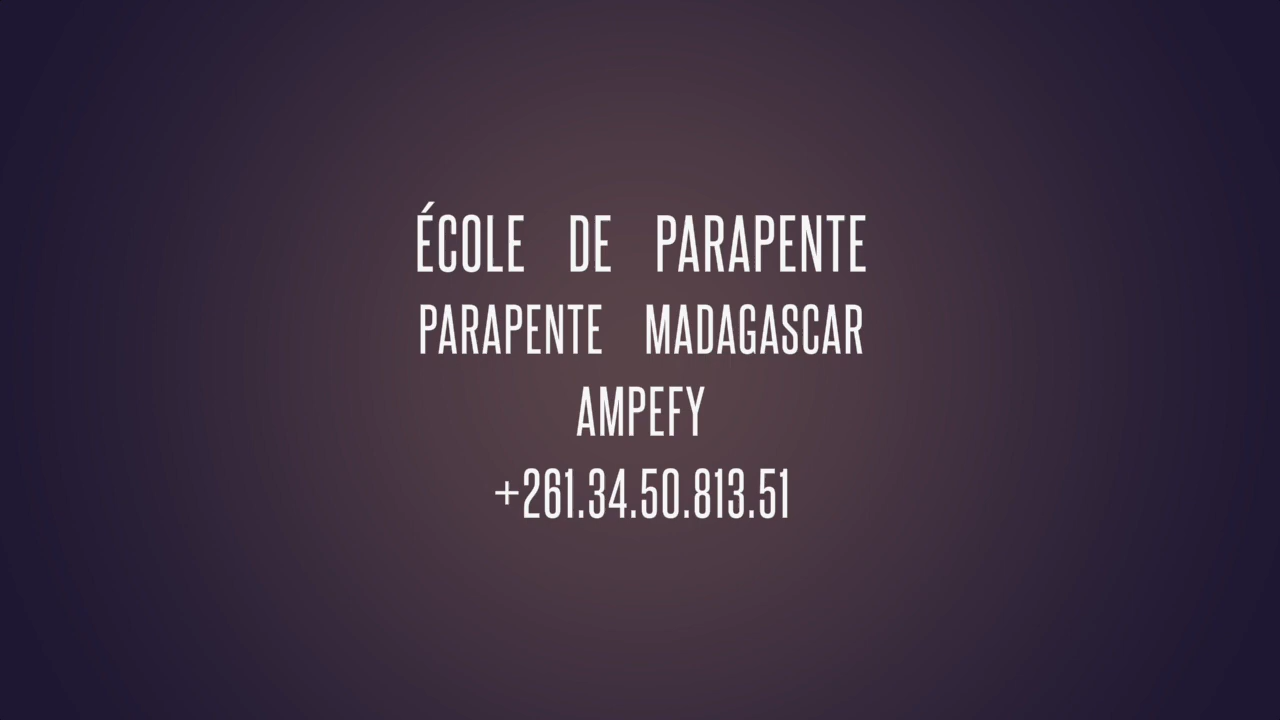 ÉCOLE DE PARAPENTE
PARAPENTE MADAGASCAR
AMPEFY
+261.34.50.813.51